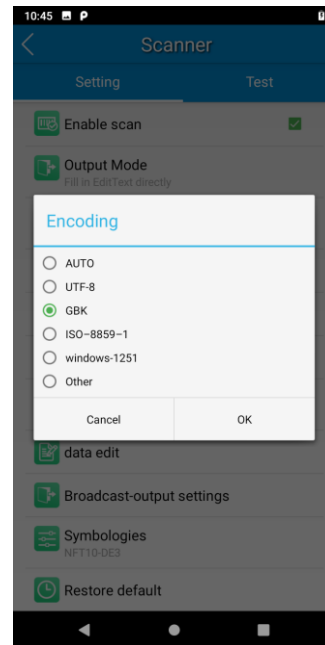 10:45
Scanner
Setting
Test
Enable scan
Output Mode
Fill in EditText directly
Encoding
AUTO
UTF-8
GBK
ISO-8859-1
windows-1251
Other
Cancel
OK
data edit
Broadcast-output settings
Symbologies
NFT10-DE3
Restore default